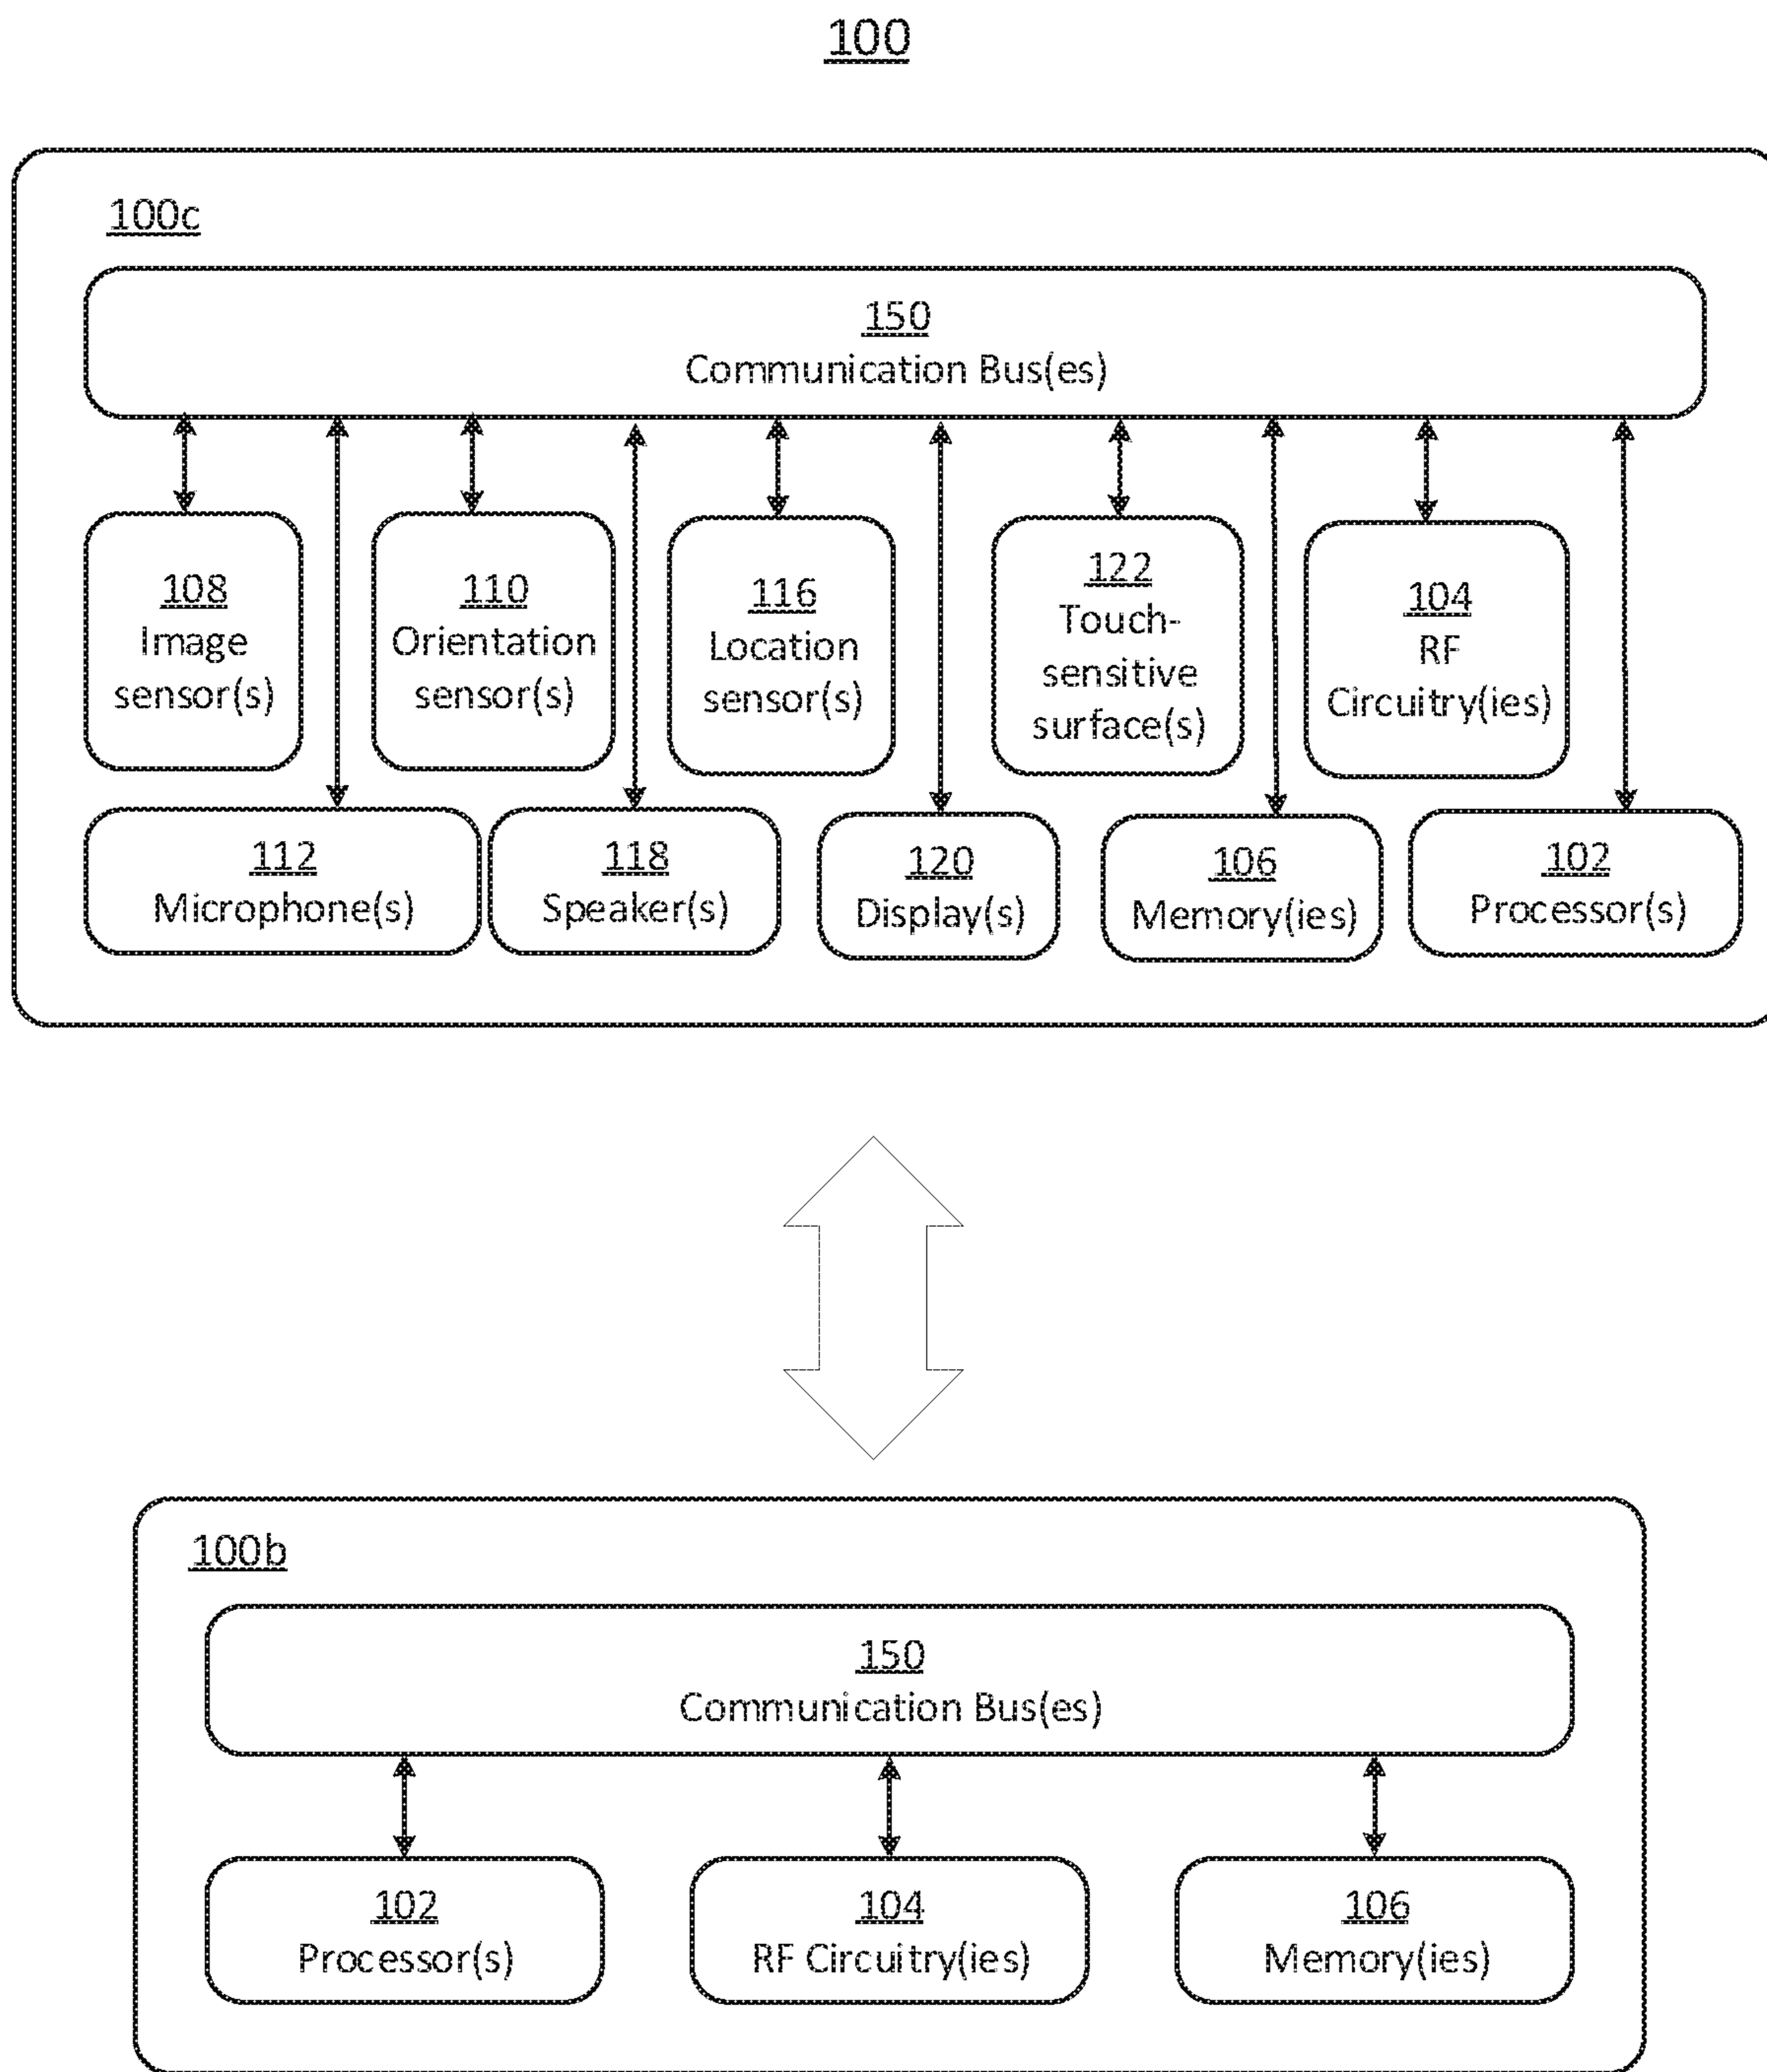 100
100c
150
Communication Bus(es)
108
Image
sensor(s)
110
Orientation
sensor(s)
116
Location
sensor(s)
122
Touch-
sensitive
surface(s)
104
RF
Circuitry(ies)
112
Microphone(s)
118
Speaker(s)
120
Display(s)
106
Memory(ies)
102
Processor(s)
100b
150
Communication Bus(es)
102
Processor(s)
104
RF Circuitry(ies)
106
Memory(ies)